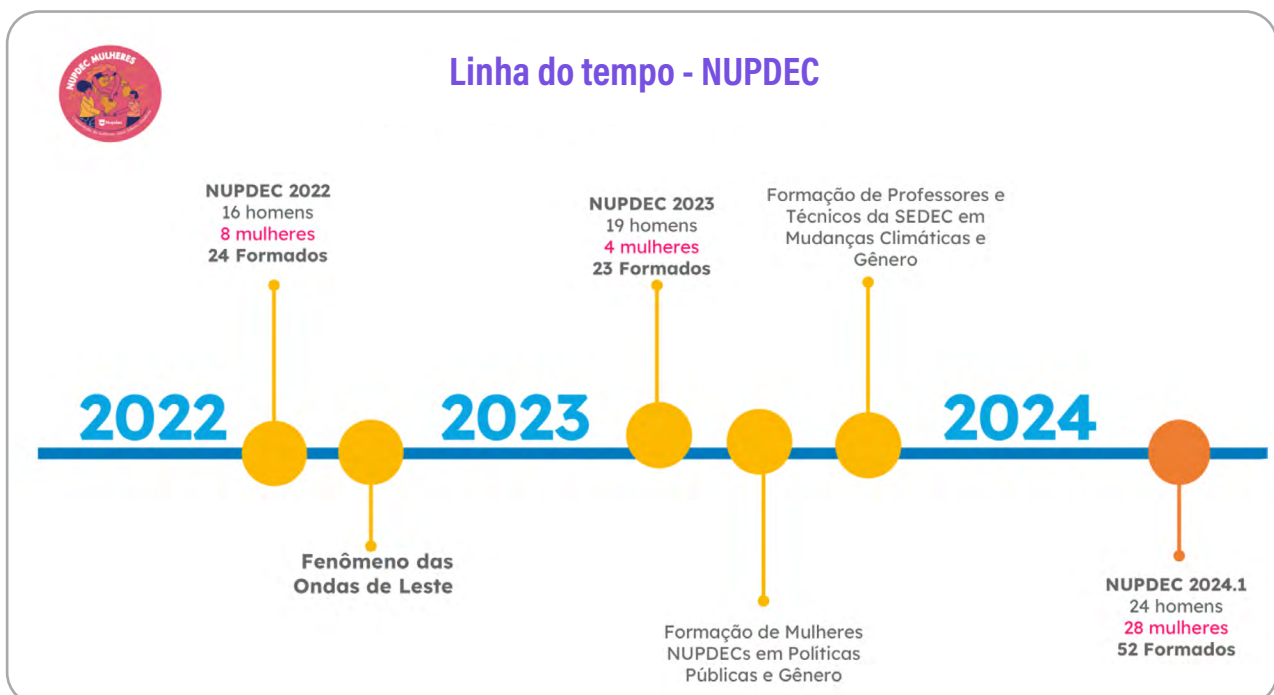 NUPDEC MULHERES
Linha do tempo - NUPDEC
NUPDEC 2022
16 homens
8 mulheres
24 Formados
NUPDEC 2023
19 homens
4 mulheres
23 Formados
Formação de Professores e
Técnicos da SEDEC em
Mudanças Climáticas e
Gênero
2022
2023
2024
Fenômeno das
Ondas de Leste
Formação de Mulheres
NUPDECs em Políticas
Públicas e Gênero
NUPDEC 2024.1
24 homens
28 mulheres
52 Formados